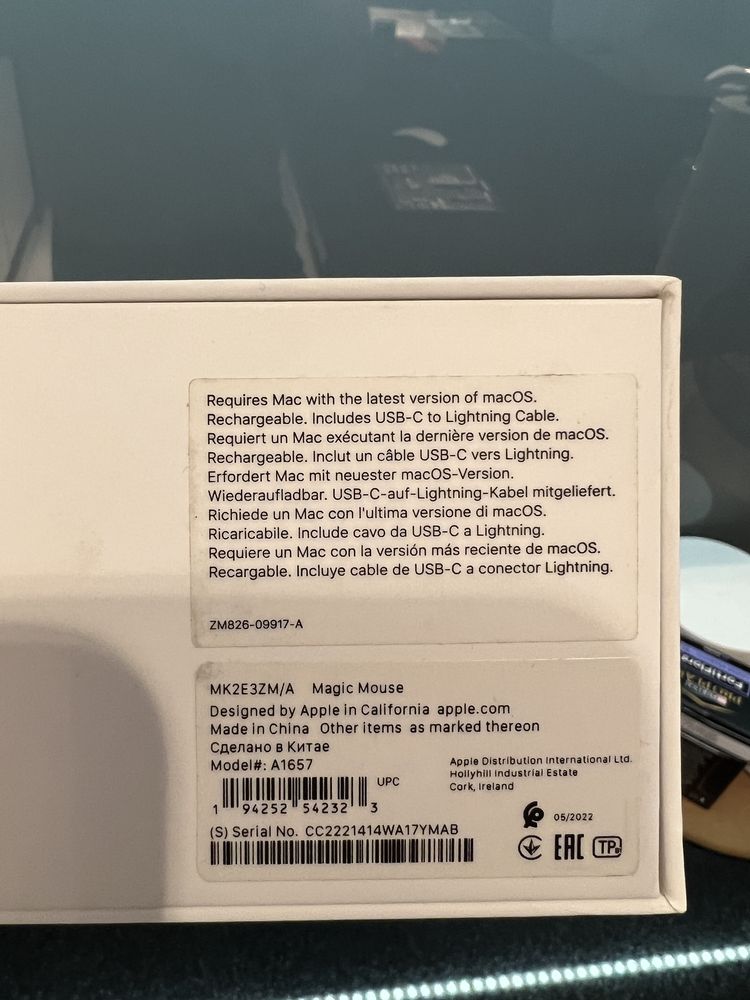 Requires Mac with the latest version of macOS.
Rechargeable. Includes USB-C to Lightning Cable.
Requiert un Mac exécutant la dernière version de macOS.
Rechargeable. Inclut un câble USB-C vers Lightning.
Erfordert Mac mit neuester macOS-Version.
Wiederaufladbar. USB-C-auf-Lightning-Kabel mitgeliefert.
Richiede un Mac con l'ultima versione di macOS.
Ricaricabile. Include cavo da USB-C a Lightning.
Requiere un Mac con la versión más reciente de macOS.
Recargable. Incluye cable de USB-C a conector Lightning.
ZM826-09917-A
MK2E3ZM/A Magic Mouse
Designed by Apple in California apple.com
Made in China Other items as marked thereon
Сделано в Китае
Model#: A1657
UPC
1 94252 54232 3
(S) Serial No. CC2221414WA17YMAB
Apple Distribution International Ltd.
Hollyhill Industrial Estate
Cork, Ireland
05/2022
EAC TP